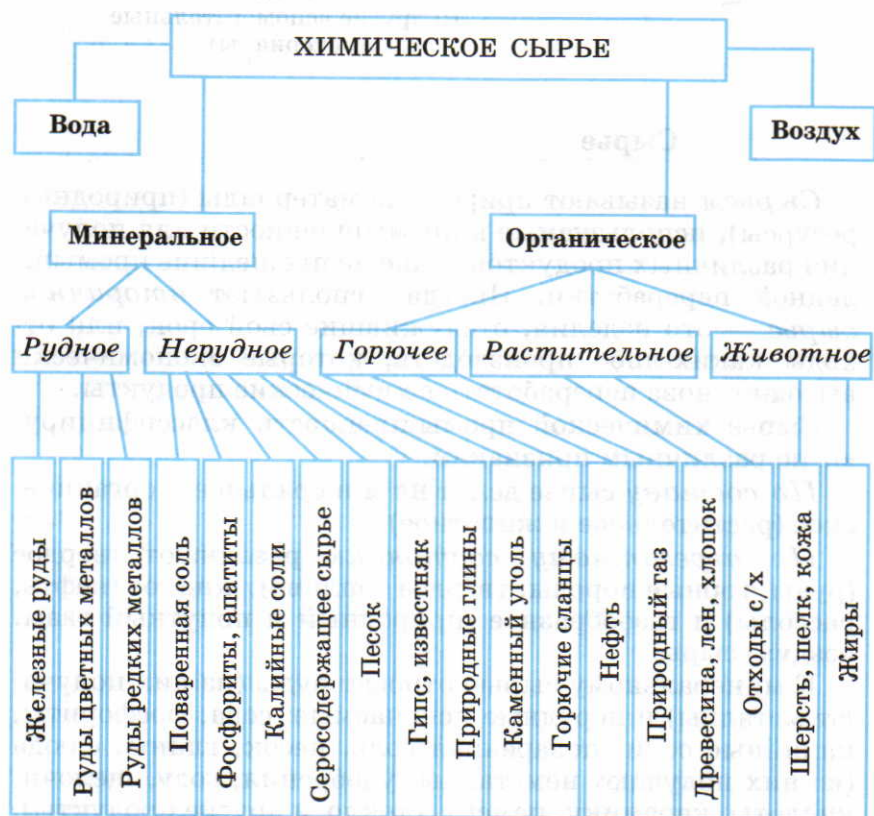 ХИМИЧЕСКОЕ СЫРЬЕ
Вода
Воздух
Минеральное
Органическое
Рудное
Нерудное
Горючее
Растительное
Животное
Железные руды
Руды цветных металлов
Руды редких металлов
Поваренная соль
Фосфориты, апатиты
Калийные соли
Серосодержащее сырье
Песок
Гипс, известняк
Природные глины
Каменный уголь
Горючие сланцы
Нефть
Природный газ
Древесина, лен, хлопок
Отходы с/х
Шерсть, шелк, кожа
Жиры